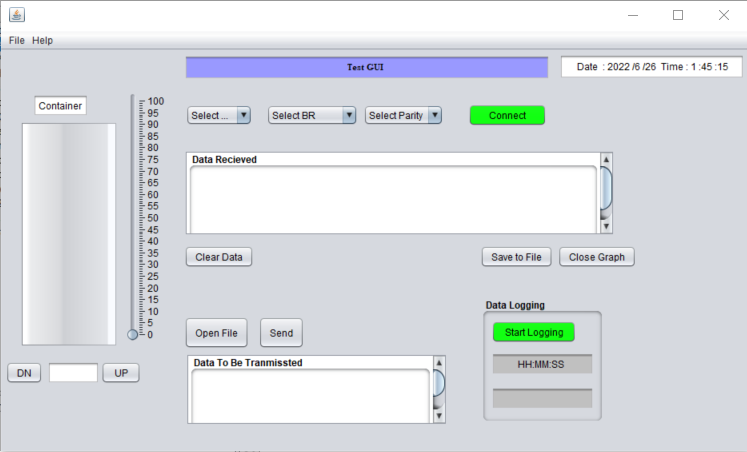 File Help
Test GUI
Date : 2022 /6 /26 Time : 1 :45 :15
Container
100
95
90
85
80
75
70
65
60
55
50
45
40
35
30
25
20
15
10
5
0
Select ... Select BR Select Parity Connect
Data Recieved
Clear Data Save to File Close Graph
Data Logging
Open File Send Start Logging
HH:MM:SS
Data To Be Tranmissted
DN UP